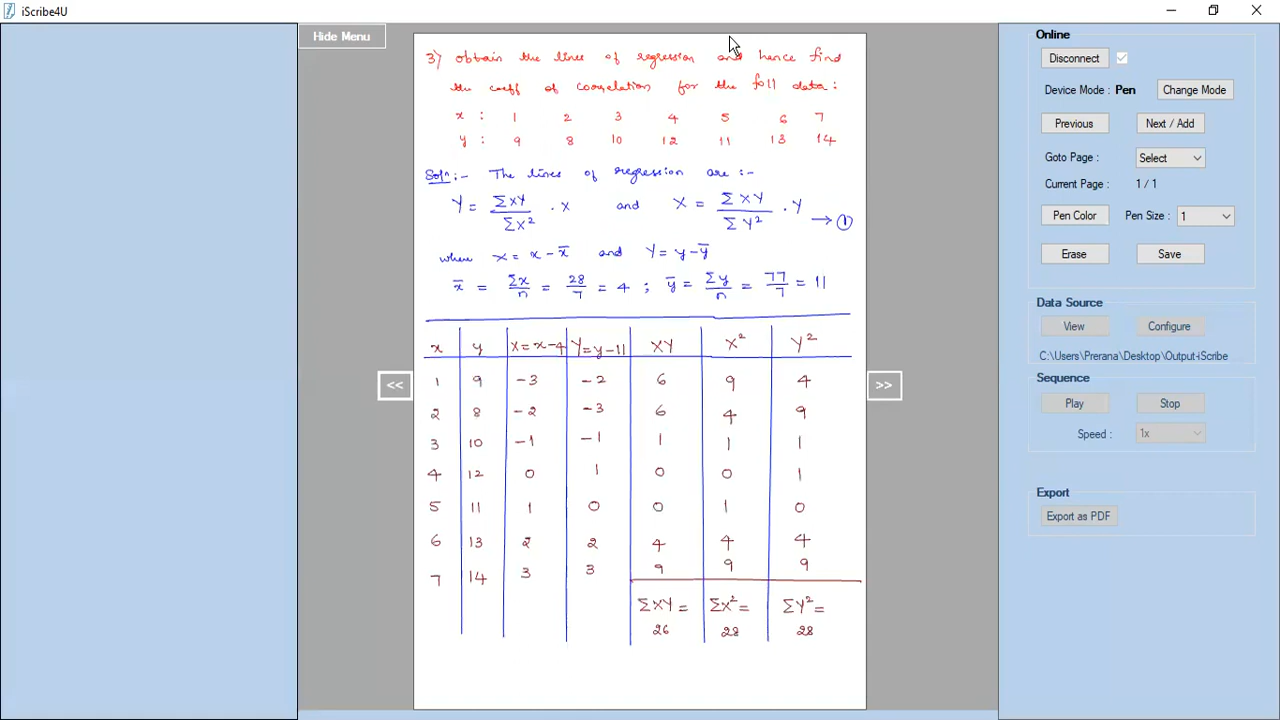 iScribe4U
Hide Menu
3) obtain the lines of regression and hence find
the coeff of correlation for the foll data:
x : 1 2 3 4 5 6 7
y : 9 8 10 12 11 13 14
Soln:- The lines of regression are :-
Y = ΣXY/ΣX² . X and X = ΣXY/ΣY² . Y → ①
where X = x - x̄ and Y = y - ȳ
x̄ = Σx/n = 28/7 = 4 ; ȳ = Σy/n = 77/7 = 11
x y X = x-4 Y = y-11 XY X² Y²
1 9 -3 -2 6 9 4
2 8 -2 -3 6 4 9
3 10 -1 -1 1 1 1
4 12 0 1 0 0 1
5 11 1 0 0 1 0
6 13 2 2 4 4 4
7 14 3 3 9 9 9
ΣXY = ΣX² = ΣY² =
26 28 28
<<
>>
Online
Disconnect
Device Mode : Pen Change Mode
Previous Next / Add
Goto Page : Select
Current Page : 1 / 1
Pen Color Pen Size : 1
Erase Save
Data Source
View Configure
C:\Users\Prerana\Desktop\Output-iScribe
Sequence
Play Stop
Speed : 1x
Export
Export as PDF